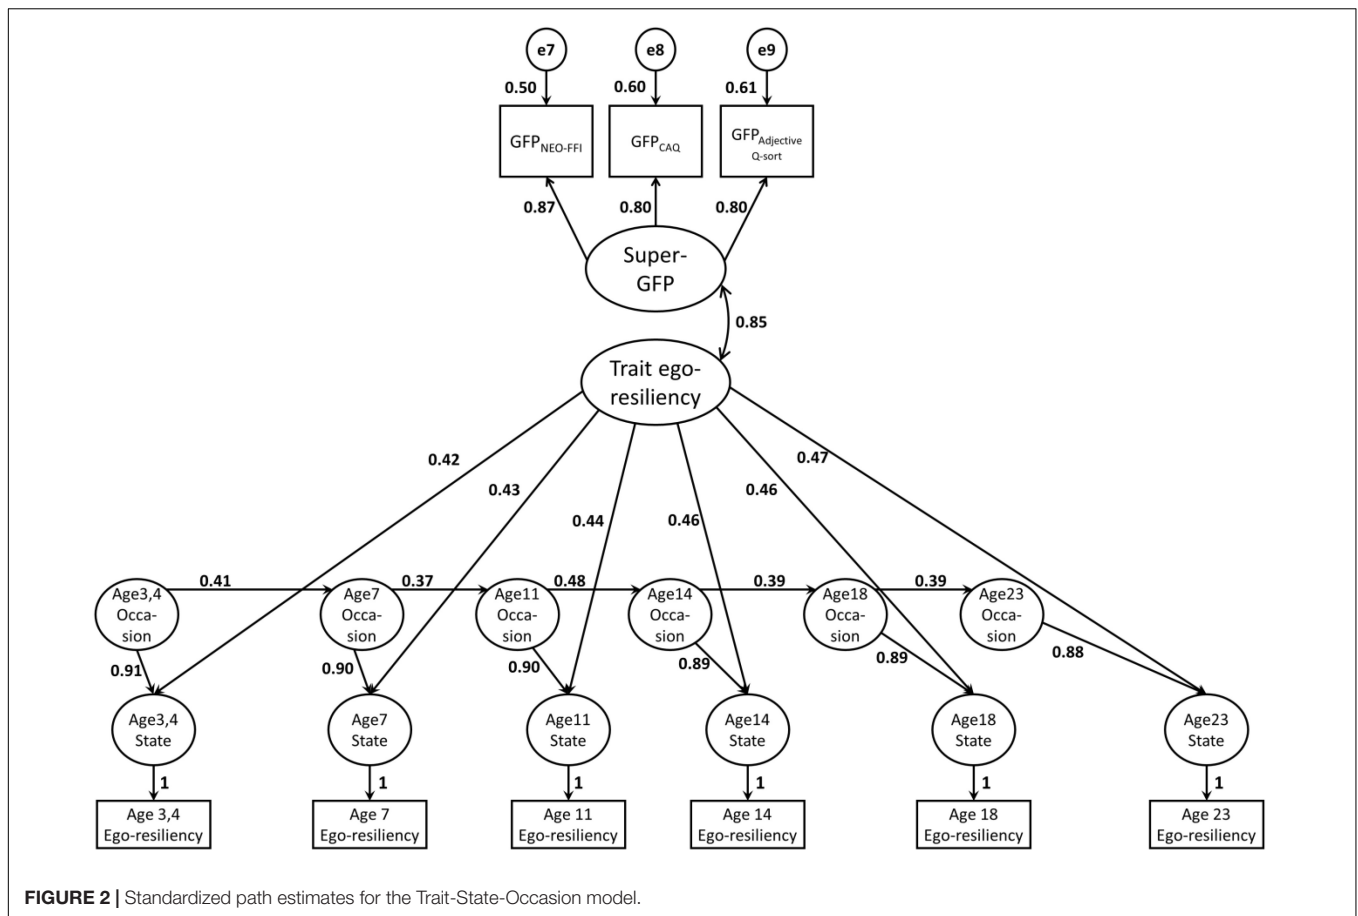 e7 e8 e9
0.50 0.60 0.61
GFP NEO-FFI
GFP CAQ
GFP Adjective
Q-sort
0.87 0.80 0.80
Super-
GFP
0.85
Trait ego-
resiliency
0.42 0.43 0.44 0.46 0.46 0.47
0.41 0.37 0.48 0.39 0.39
Age3,4
Occa-
sion
Age7
Occa-
sion
Age11
Occa-
sion
Age14
Occa-
sion
Age18
Occa-
sion
Age23
Occa-
sion
0.91 0.90 0.90 0.89 0.89 0.88
Age3,4
State
Age7
State
Age11
State
Age14
State
Age18
State
Age23
State
1 1 1 1 1 1
Age 3,4
Ego-resiliency
Age 7
Ego-resiliency
Age 11
Ego-resiliency
Age 14
Ego-resiliency
Age 18
Ego-resiliency
Age 23
Ego-resiliency
FIGURE 2 | Standardized path estimates for the Trait-State-Occasion model.